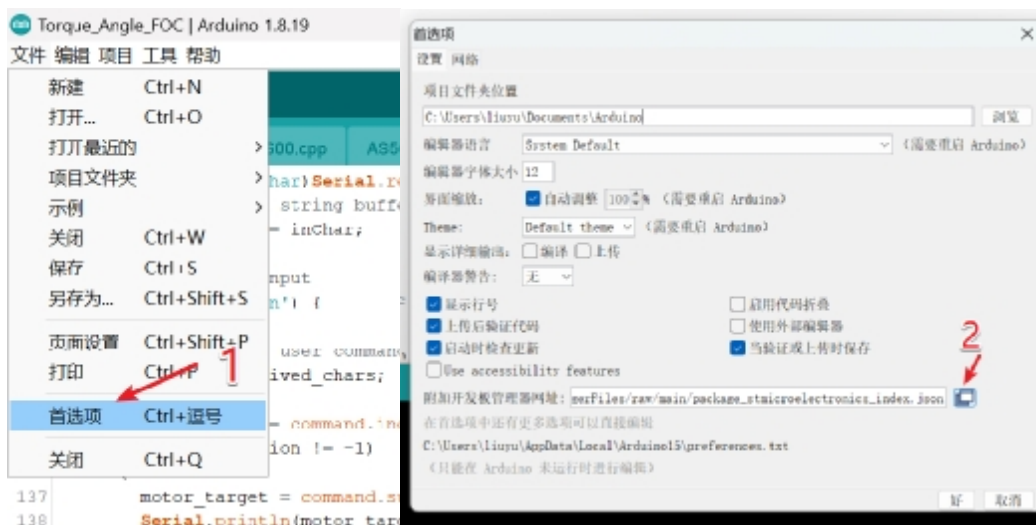 Torque_Angle_FOC | Arduino 1.8.19
文件 编辑 项目 工具 帮助
新建 Ctrl+N
打开... Ctrl+O
打开最近的
项目文件夹
示例
关闭 Ctrl+W
保存 Ctrl+S
另存为... Ctrl+Shift+S
页面设置 Ctrl+Shift+P
打印 Ctrl+P
首选项 Ctrl+逗号
关闭 Ctrl+Q
1
500.cpp AS5
har)Serial.re
string buffe
= inChar;
nput
n') {
user command
ived_chars;
= command.ind
ion != -1)
137 motor_target = command.su
138 Serial.println(motor_targ
首选项
设置 网络
项目文件夹位置
C:\Users\liuyu\Documents\Arduino 浏览
编辑器语言 System Default (需要重启 Arduino)
编辑器字体大小 12
界面缩放: 自动调整 100 % (需要重启 Arduino)
Theme: Default theme (需要重启 Arduino)
显示详细输出: 编译 上传
编译器警告: 无
显示行号 启用代码折叠
上传后验证代码 使用外部编辑器
启动时检查更新 当验证或上传时保存
Use accessibility features
2
附加开发板管理器网址: serFiles/raw/main/package_stmicroelectronics_index.json
在首选项中还有更多选项可以直接编辑
C:\Users\liuyu\AppData\Local\Arduino15\preferences.txt
(只能在 Arduino 未运行时进行编辑)
好 取消